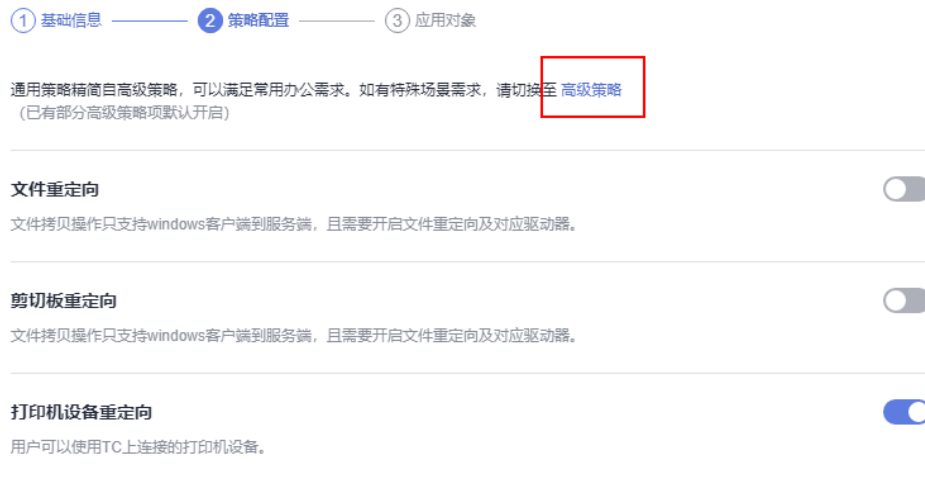 1 基础信息 2 策略配置 3 应用对象
通用策略精简自高级策略，可以满足常用办公需求。如有特殊场景需求，请切换至 高级策略
（已有部分高级策略项默认开启）
文件重定向
文件拷贝操作只支持windows客户端到服务端，且需要开启文件重定向及对应驱动器。
剪切板重定向
文件拷贝操作只支持windows客户端到服务端，且需要开启文件重定向及对应驱动器。
打印机设备重定向
用户可以使用TC上连接的打印机设备。